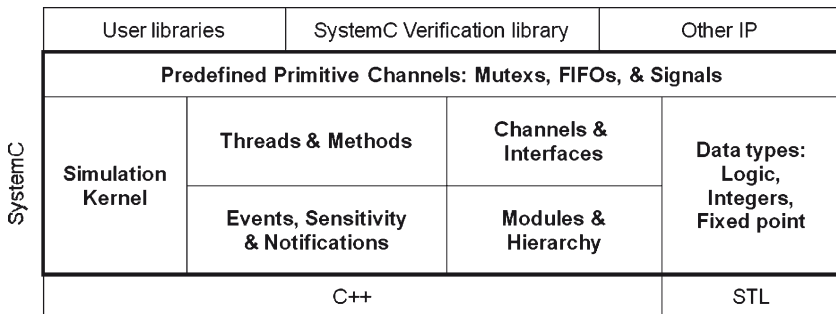 User libraries
SystemC Verification library
Other IP
Predefined Primitive Channels: Mutexs, FIFOs, & Signals
SystemC
Simulation
Kernel
Threads & Methods
Channels &
Interfaces
Events, Sensitivity
& Notifications
Modules &
Hierarchy
Data types:
Logic,
Integers,
Fixed point
C++
STL